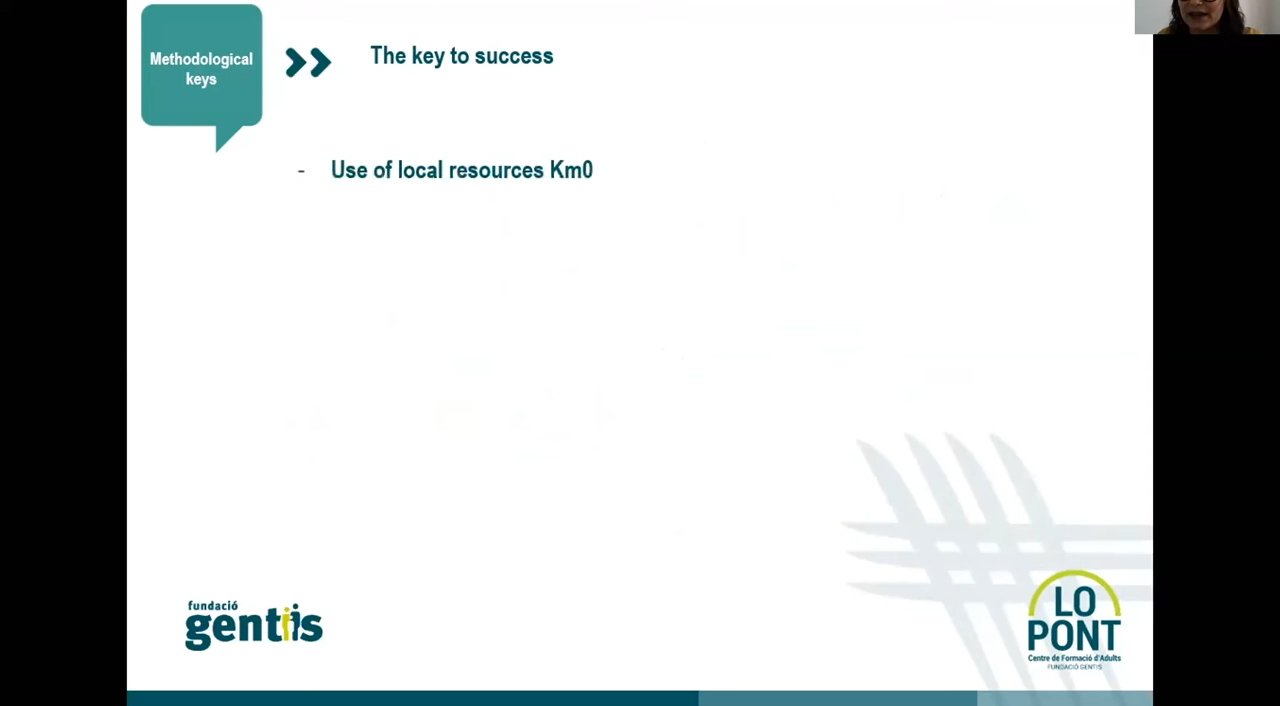 Methodological
keys
The key to success
- Use of local resources Km0
fundació
gentis
LO
PONT
Centre de Formació d'Adults
FUNDACIÓ GENTIS